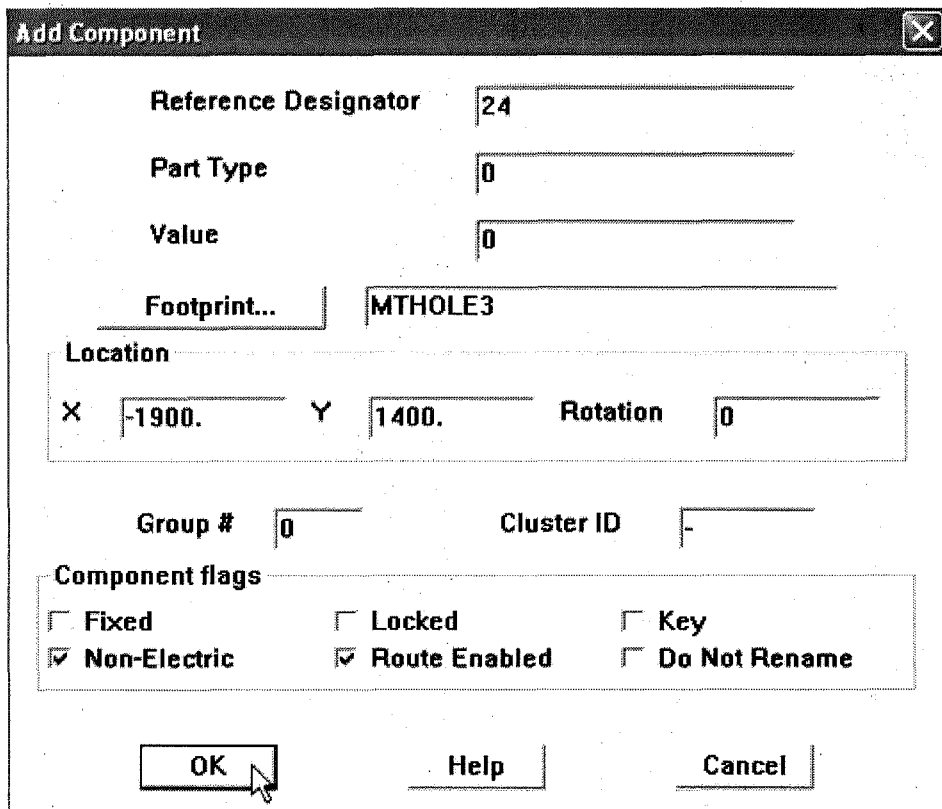 Add Component
Reference Designator 24
Part Type 0
Value 0
Footprint... MTHOLE3
Location
X -1900. Y 1400. Rotation 0
Group # 0 Cluster ID -
Component flags
Fixed Locked Key
Non-Electric Route Enabled Do Not Rename
OK Help Cancel